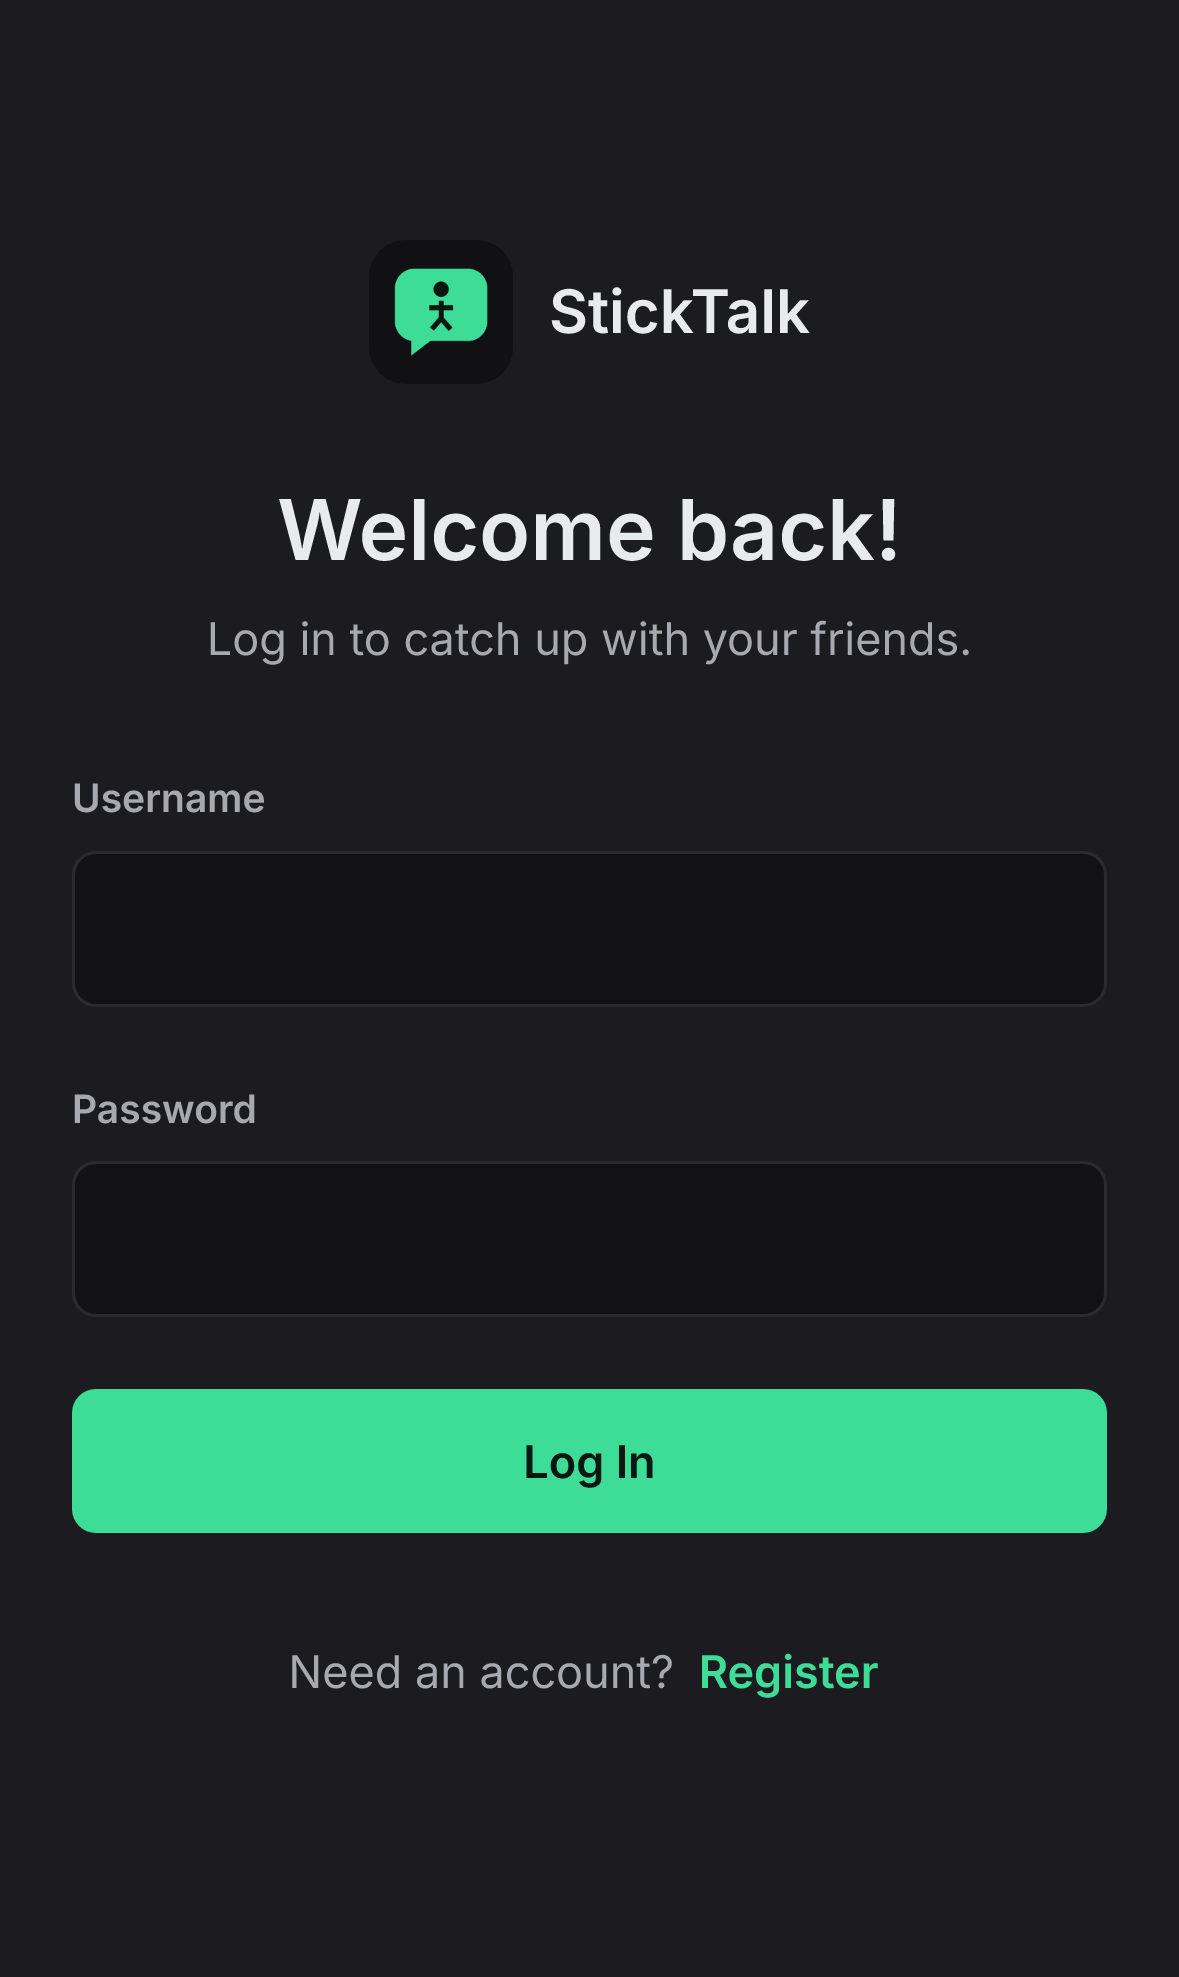 StickTalk
Welcome back!
Log in to catch up with your friends.
Username
Password
Log In
Need an account? Register